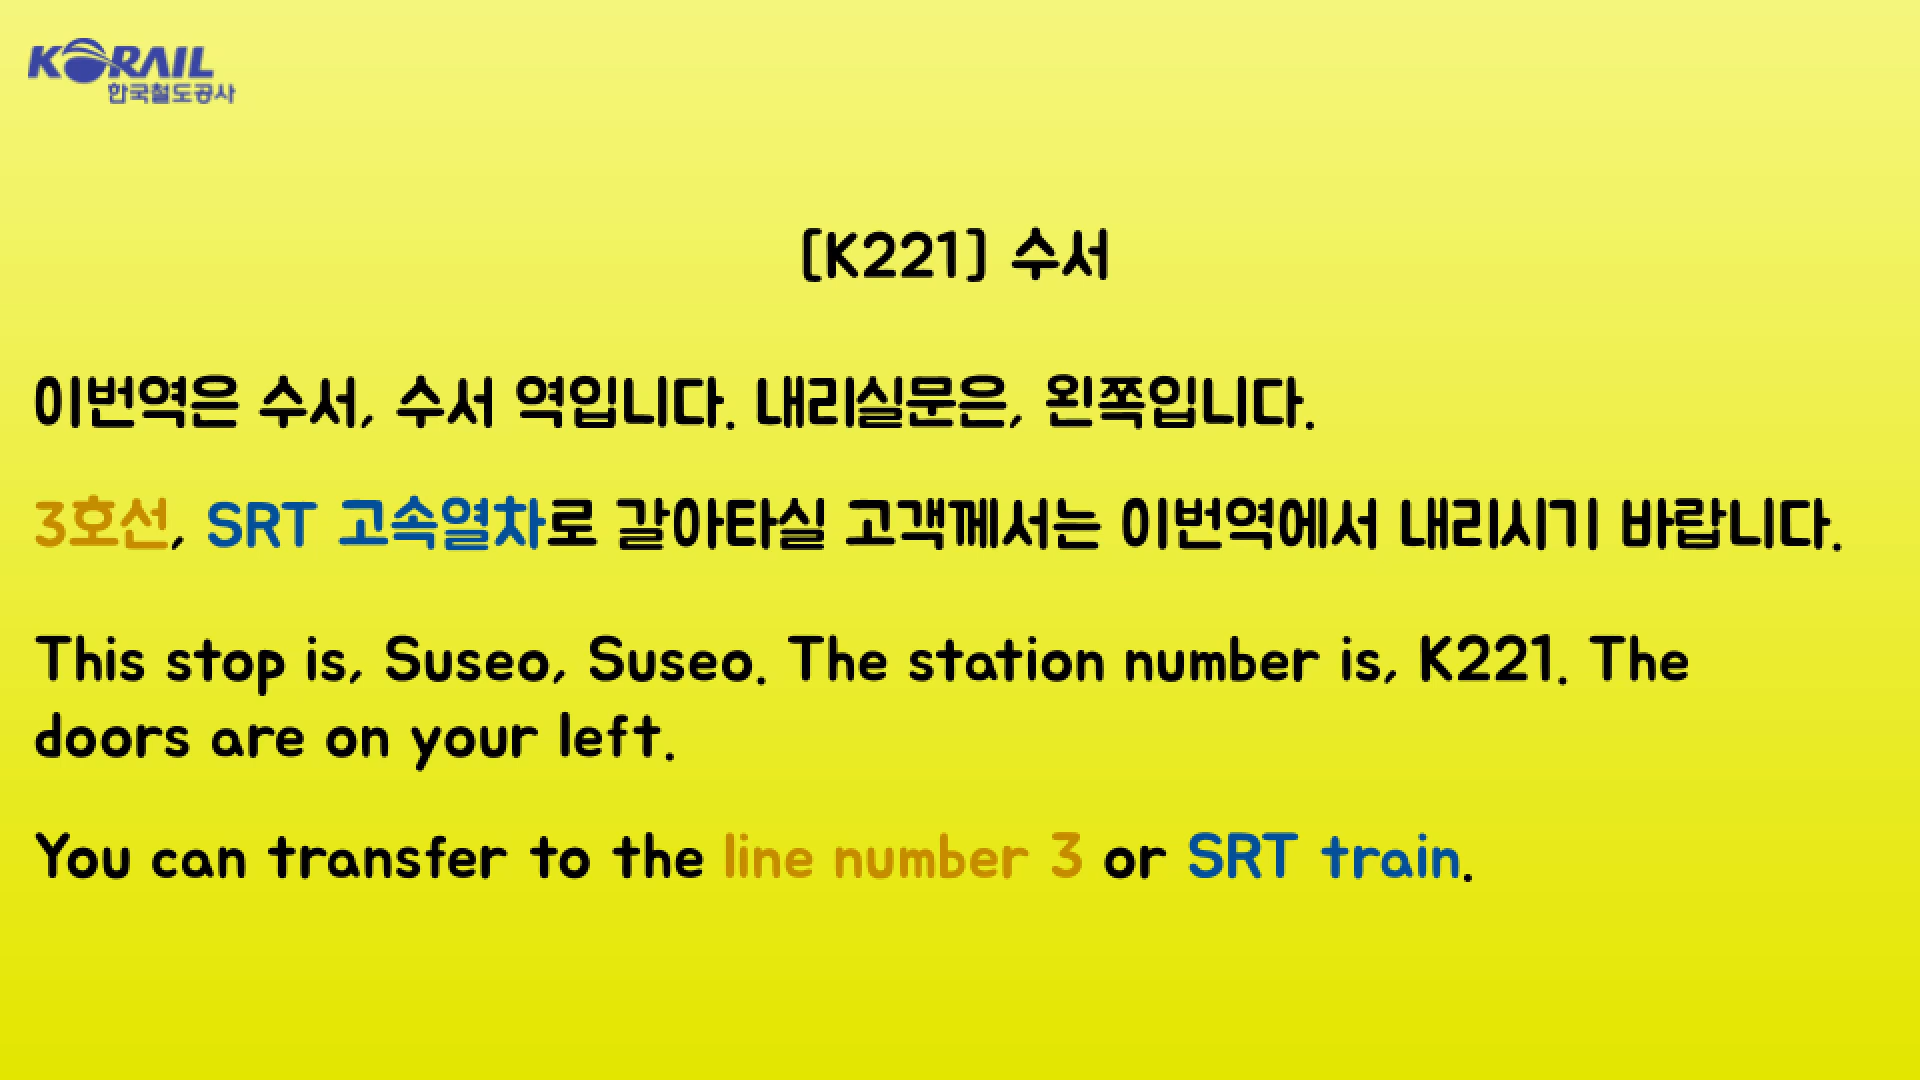 KORAIL
한국철도공사
[K221] 수서
이번역은 수서, 수서 역입니다. 내리실문은, 왼쪽입니다.
3호선, SRT 고속열차로 갈아타실 고객께서는 이번역에서 내리시기 바랍니다.
This stop is, Suseo, Suseo. The station number is, K221. The
doors are on your left.
You can transfer to the line number 3 or SRT train.